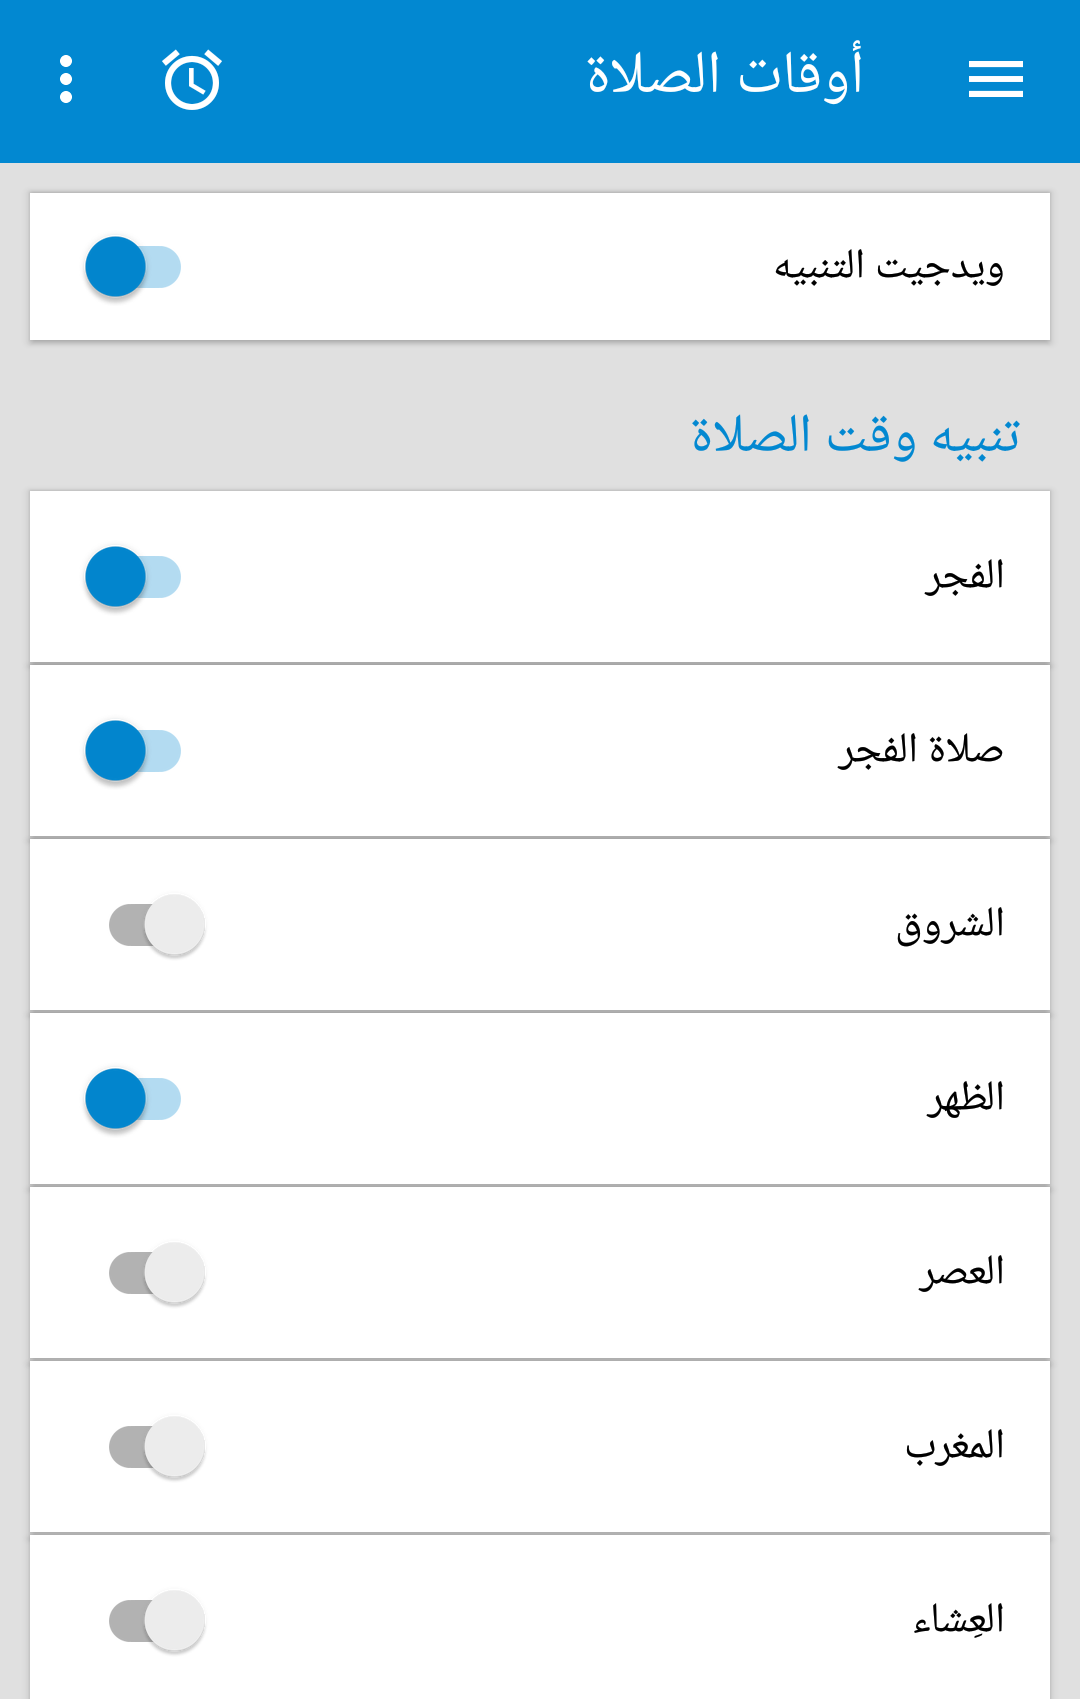 أوقات الصلاة
ويدجيت التنبيه
تنبيه وقت الصلاة
الفجر
صلاة الفجر
الشروق
الظهر
العصر
المغرب
العِشاء